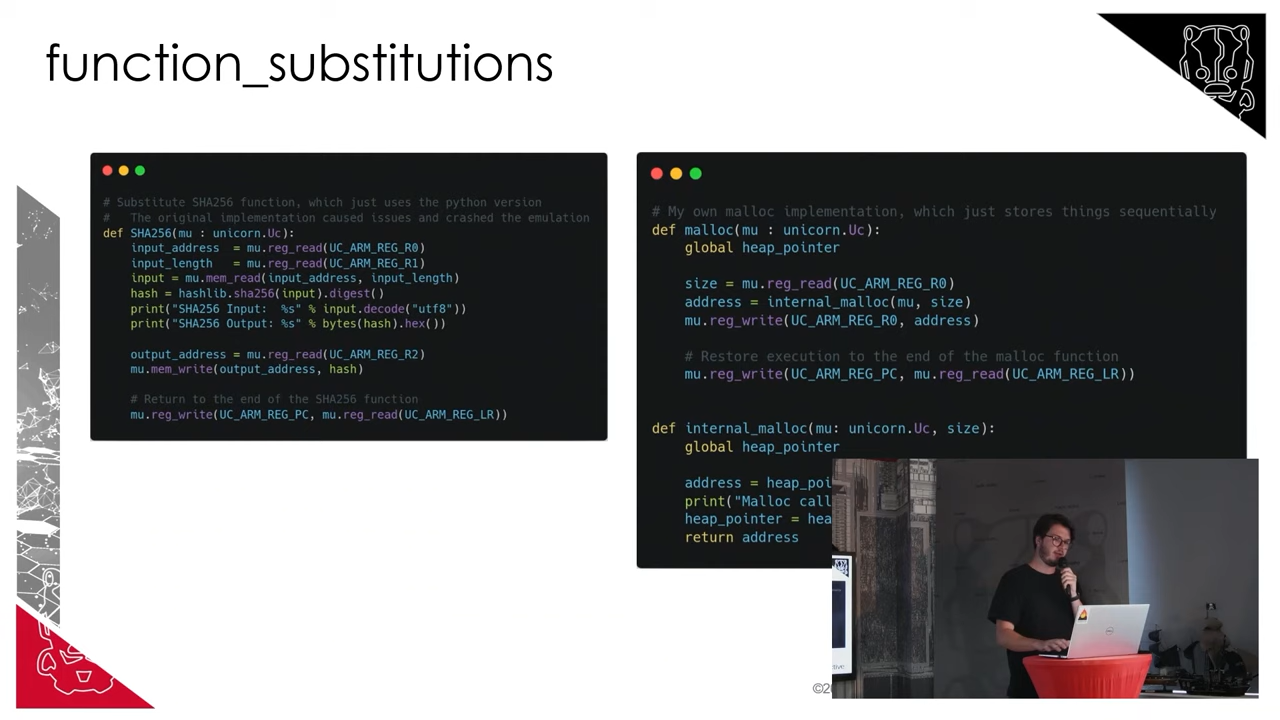 function_substitutions
# Substitute SHA256 function, which just uses the python version
#   The original implementation caused issues and crashed the emulation
def SHA256(mu : unicorn.Uc):
    input_address  = mu.reg_read(UC_ARM_REG_R0)
    input_length   = mu.reg_read(UC_ARM_REG_R1)
    input = mu.mem_read(input_address, input_length)
    hash = hashlib.sha256(input).digest()
    print("SHA256 Input:  %s" % input.decode("utf8"))
    print("SHA256 Output: %s" % bytes(hash).hex())
    output_address = mu.reg_read(UC_ARM_REG_R2)
    mu.mem_write(output_address, hash)
    # Return to the end of the SHA256 function
    mu.reg_write(UC_ARM_REG_PC, mu.reg_read(UC_ARM_REG_LR))
# My own malloc implementation, which just stores things sequentially
def malloc(mu : unicorn.Uc):
    global heap_pointer
    size = mu.reg_read(UC_ARM_REG_R0)
    address = internal_malloc(mu, size)
    mu.reg_write(UC_ARM_REG_R0, address)
    # Restore execution to the end of the malloc function
    mu.reg_write(UC_ARM_REG_PC, mu.reg_read(UC_ARM_REG_LR))
def internal_malloc(mu: unicorn.Uc, size):
    global heap_pointer
    address = heap_poi
    print("Malloc call
    heap_pointer = hea
    return address
DELL